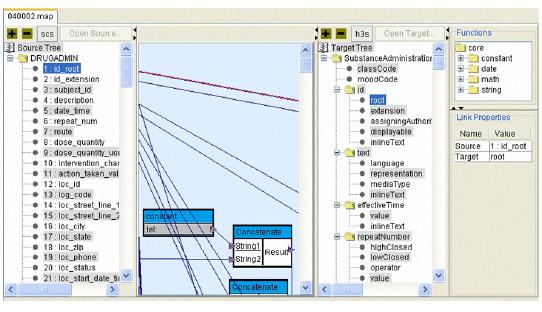 040002.map
scs
Open Source...
Source Tree
DRUGADMIN
1 : id_root
2 : id_extension
3 : subject_id
4 : description
5 : date_time
6 : repeat_num
7 : route
8 : dose_quantity
9 : dose_quantity_uo
10 : intervention_char
11 : action_taken_val
12 : loc_id
13 : log_code
14 : loc_street_line_1
15 : loc_street_line_2
16 : loc_city
17 : loc_state
18 : loc_zip
19 : loc_phone
20 : loc_status
21 : loc_start_date_ti
constant
tel:
Concatenate
String1
String2
Result
Concatenate
h3s
Open Target...
Target Tree
SubstanceAdministration
classCode
moodCode
id
root
extension
assigningAuthori
displayable
inlineText
text
language
representation
mediaType
inlineText
effectiveTime
value
inlineText
repeatNumber
highClosed
lowClosed
operator
value
Functions
core
constant
date
math
string
Link Properties
Name Value
Source 1 : id_root
Target root